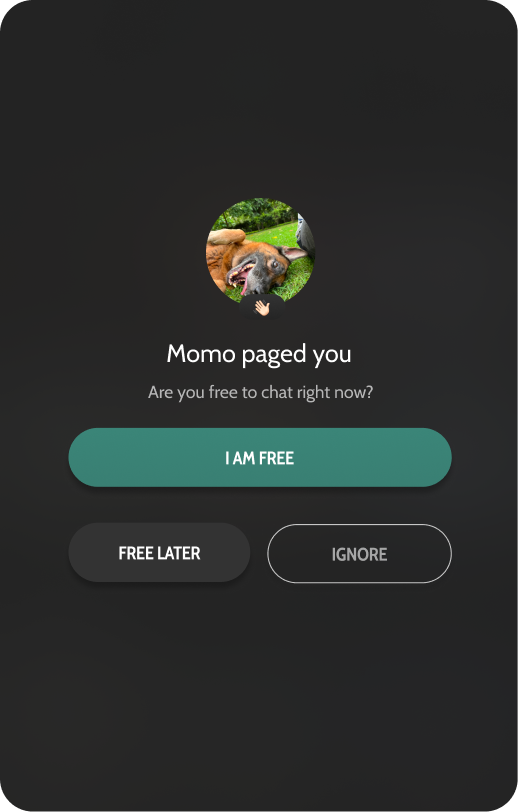 Momo paged you
Are you free to chat right now?
I AM FREE
FREE LATER
IGNORE